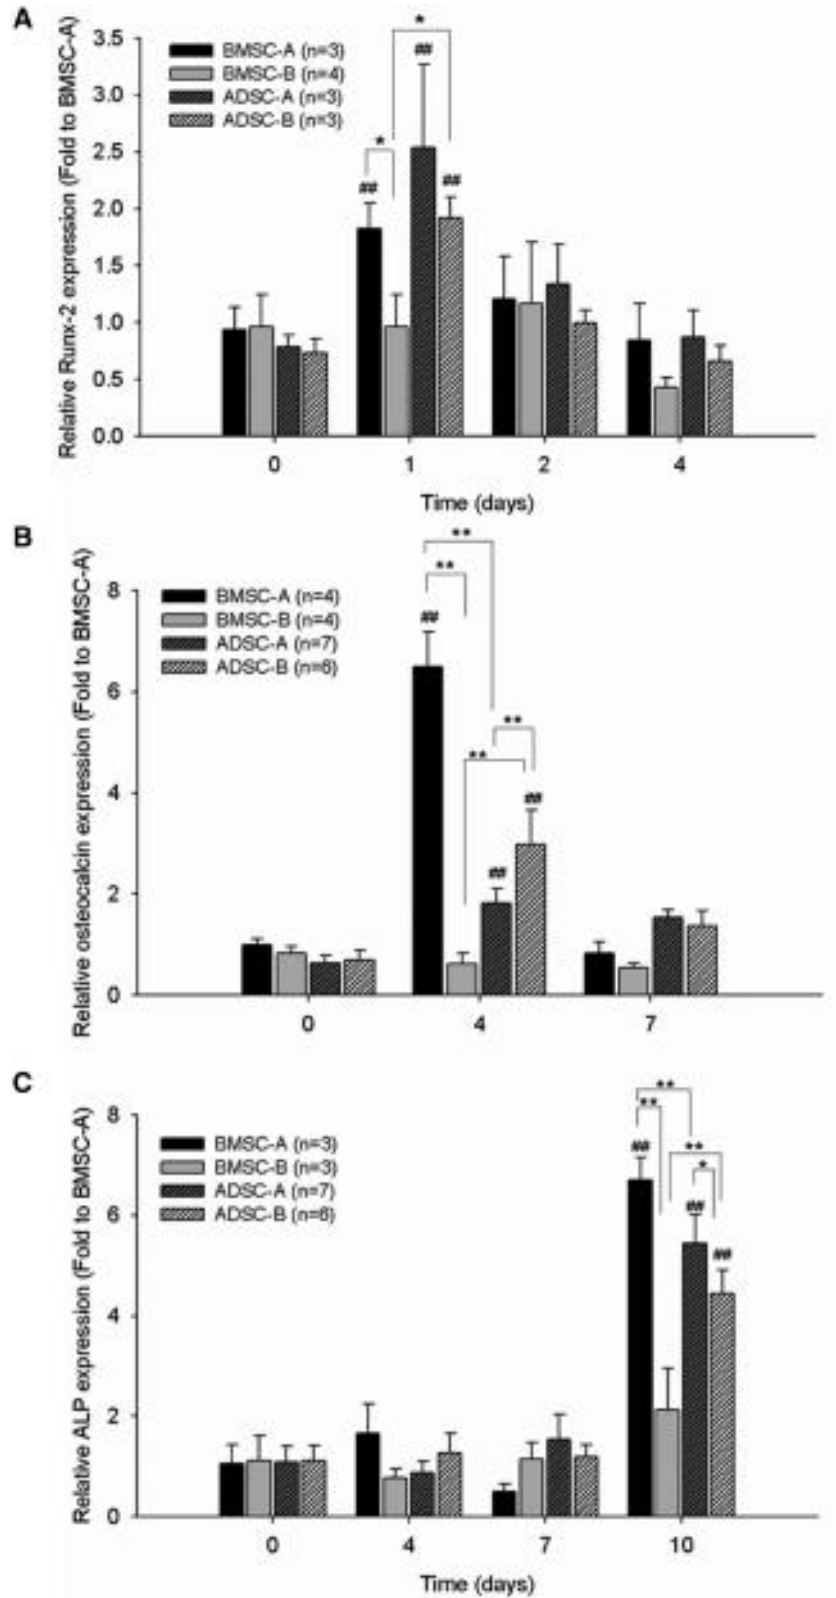 A
Relative Runx-2 expression (Fold to BMSC-A)
3.5
3.0
2.5
2.0
1.5
1.0
0.5
0.0
BMSC-A (n=3)
BMSC-B (n=4)
ADSC-A (n=3)
ADSC-B (n=3)
*
##
*
##
##
0 1 2 4
Time (days)
B
Relative osteocalcin expression (Fold to BMSC-A)
8
6
4
2
0
BMSC-A (n=4)
BMSC-B (n=4)
ADSC-A (n=7)
ADSC-B (n=6)
**
**
##
**
**
##
##
0 4 7
C
Relative ALP expression (Fold to BMSC-A)
8
6
4
2
0
BMSC-A (n=3)
BMSC-B (n=3)
ADSC-A (n=7)
ADSC-B (n=6)
**
**
##
**
*
##
##
0 4 7 10
Time (days)